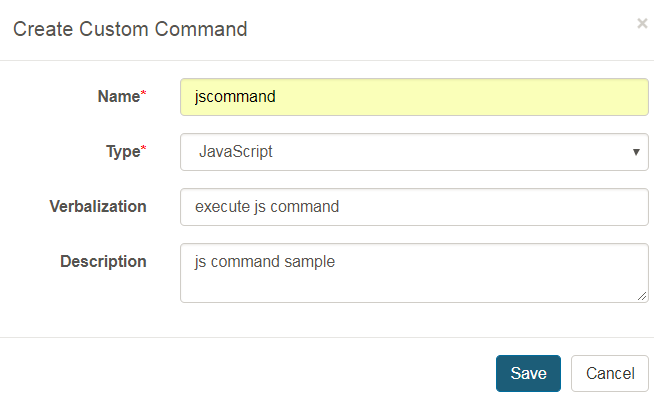 Create Custom Command ×
Name* jscommand
Type* JavaScript
Verbalization execute js command
Description js command sample
Save Cancel